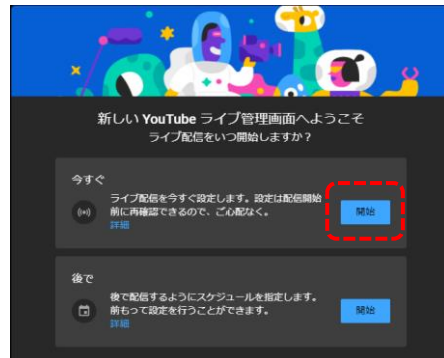 新しい YouTube ライブ管理画面へようこそ
ライブ配信をいつ開始しますか？
今すぐ
ライブ配信を今すぐ設定します。設定は配信開始
前に再確認できるので、ご心配なく。
詳細
開始
後で
後で配信するようにスケジュールを指定します。
前もって設定を行うことができます。
詳細
開始